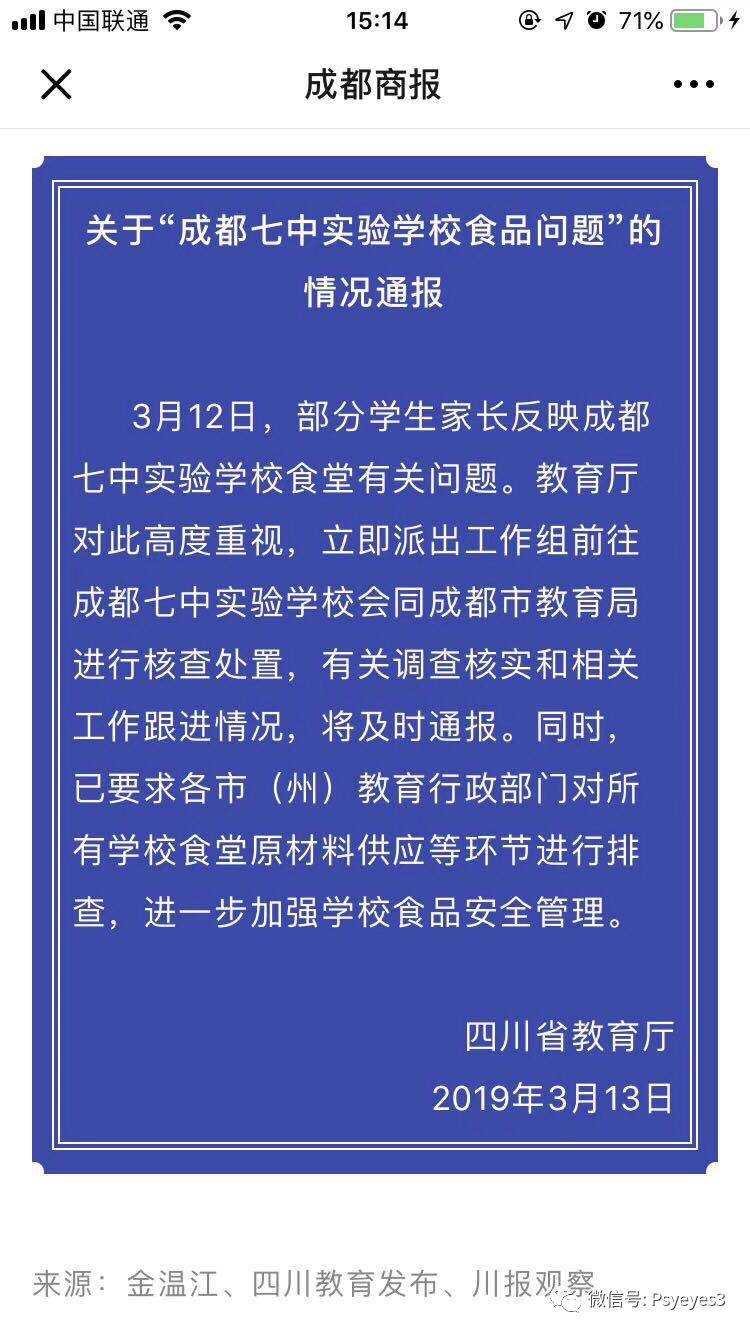 中国联通
15:14
71%
成都商报
关于“成都七中实验学校食品问题”的
情况通报
3月12日，部分学生家长反映成都
七中实验学校食堂有关问题。教育厅
对此高度重视，立即派出工作组前往
成都七中实验学校会同成都市教育局
进行核查处置，有关调查核实和相关
工作跟进情况，将及时通报。同时，
已要求各市（州）教育行政部门对所
有学校食堂原材料供应等环节进行排
查，进一步加强学校食品安全管理。
四川省教育厅
2019年3月13日
来源：金温江、四川教育发布、川报观察
微信号: Psyeyes3